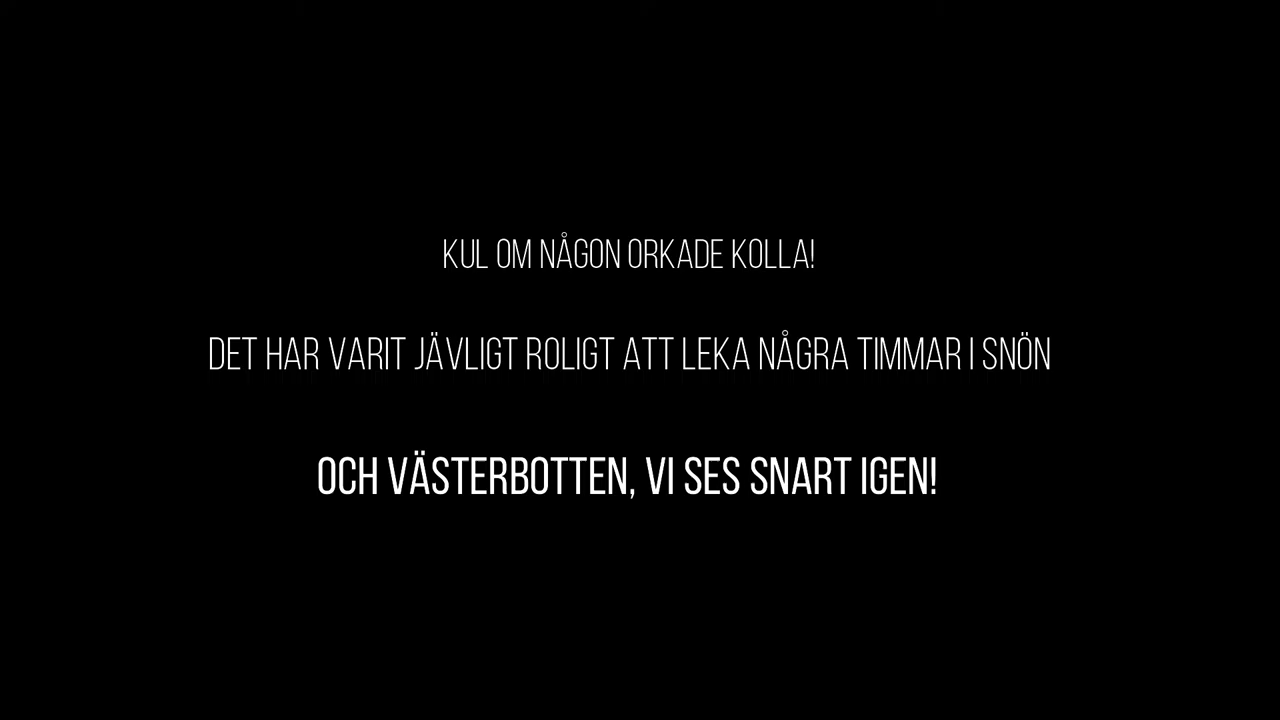 KUL OM NÅGON ORKADE KOLLA!
DET HAR VARIT JÄVLIGT ROLIGT ATT LEKA NÅGRA TIMMAR I SNÖN
OCH VÄSTERBOTTEN, VI SES SNART IGEN!